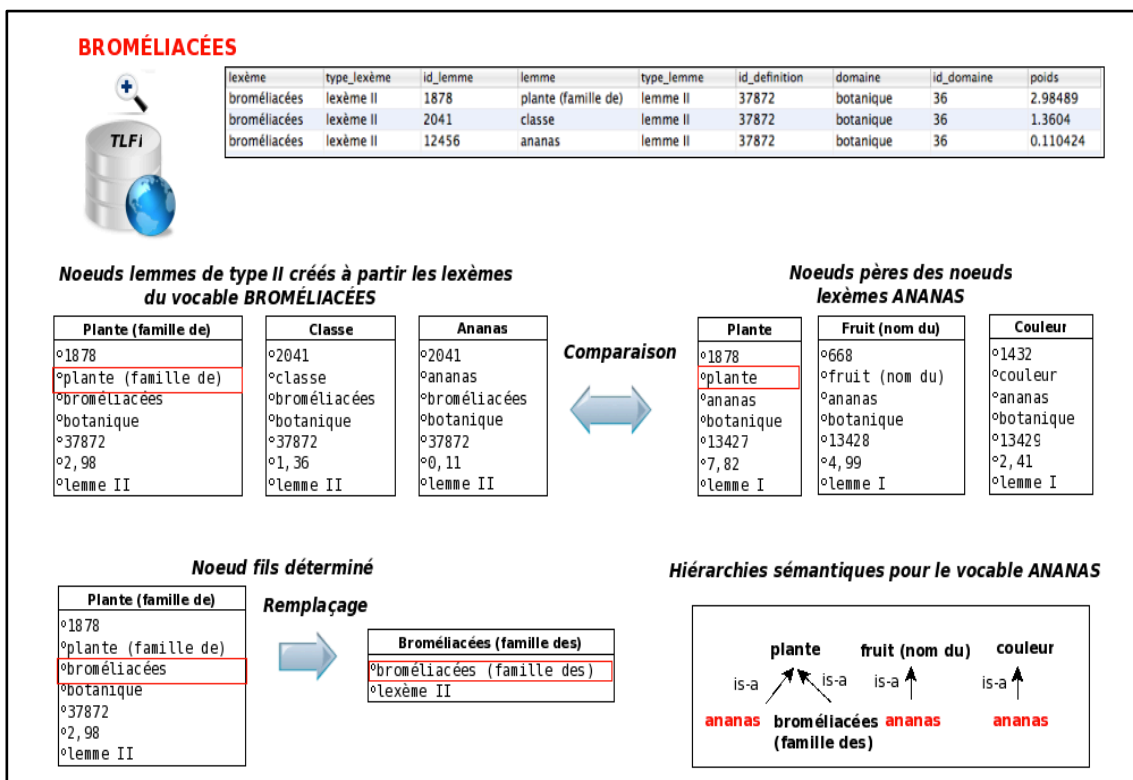 BROMÉLIACÉES
TLFi
lexème type_lexème id_lemme lemme type_lemme id_definition domaine id_domaine poids
broméliacées lexème II 1878 plante (famille de) lemme II 37872 botanique 36 2.98489
broméliacées lexème II 2041 classe lemme II 37872 botanique 36 1.3604
broméliacées lexème II 12456 ananas lemme II 37872 botanique 36 0.110424
Noeuds lemmes de type II créés à partir les lexèmes
du vocable BROMÉLIACÉES
Plante (famille de)
°1878
°plante (famille de)
°broméliacées
°botanique
°37872
°2,98
°lemme II
Classe
°2041
°classe
°broméliacées
°botanique
°37872
°1,36
°lemme II
Ananas
°2041
°ananas
°broméliacées
°botanique
°37872
°0,11
°lemme II
Comparaison
Noeuds pères des noeuds
lexèmes ANANAS
Plante
°1878
°plante
°ananas
°botanique
°13427
°7,82
°lemme I
Fruit (nom du)
°668
°fruit (nom du)
°ananas
°botanique
°13428
°4,99
°lemme I
Couleur
°1432
°couleur
°ananas
°botanique
°13429
°2,41
°lemme I
Noeud fils déterminé
Plante (famille de)
°1878
°plante (famille de)
°broméliacées
°botanique
°37872
°2,98
°lemme II
Remplaçage
Broméliacées (famille des)
°broméliacées (famille des)
°lexème II
Hiérarchies sémantiques pour le vocable ANANAS
plante fruit (nom du) couleur
is-a is-a is-a is-a
ananas broméliacées ananas ananas
(famille des)